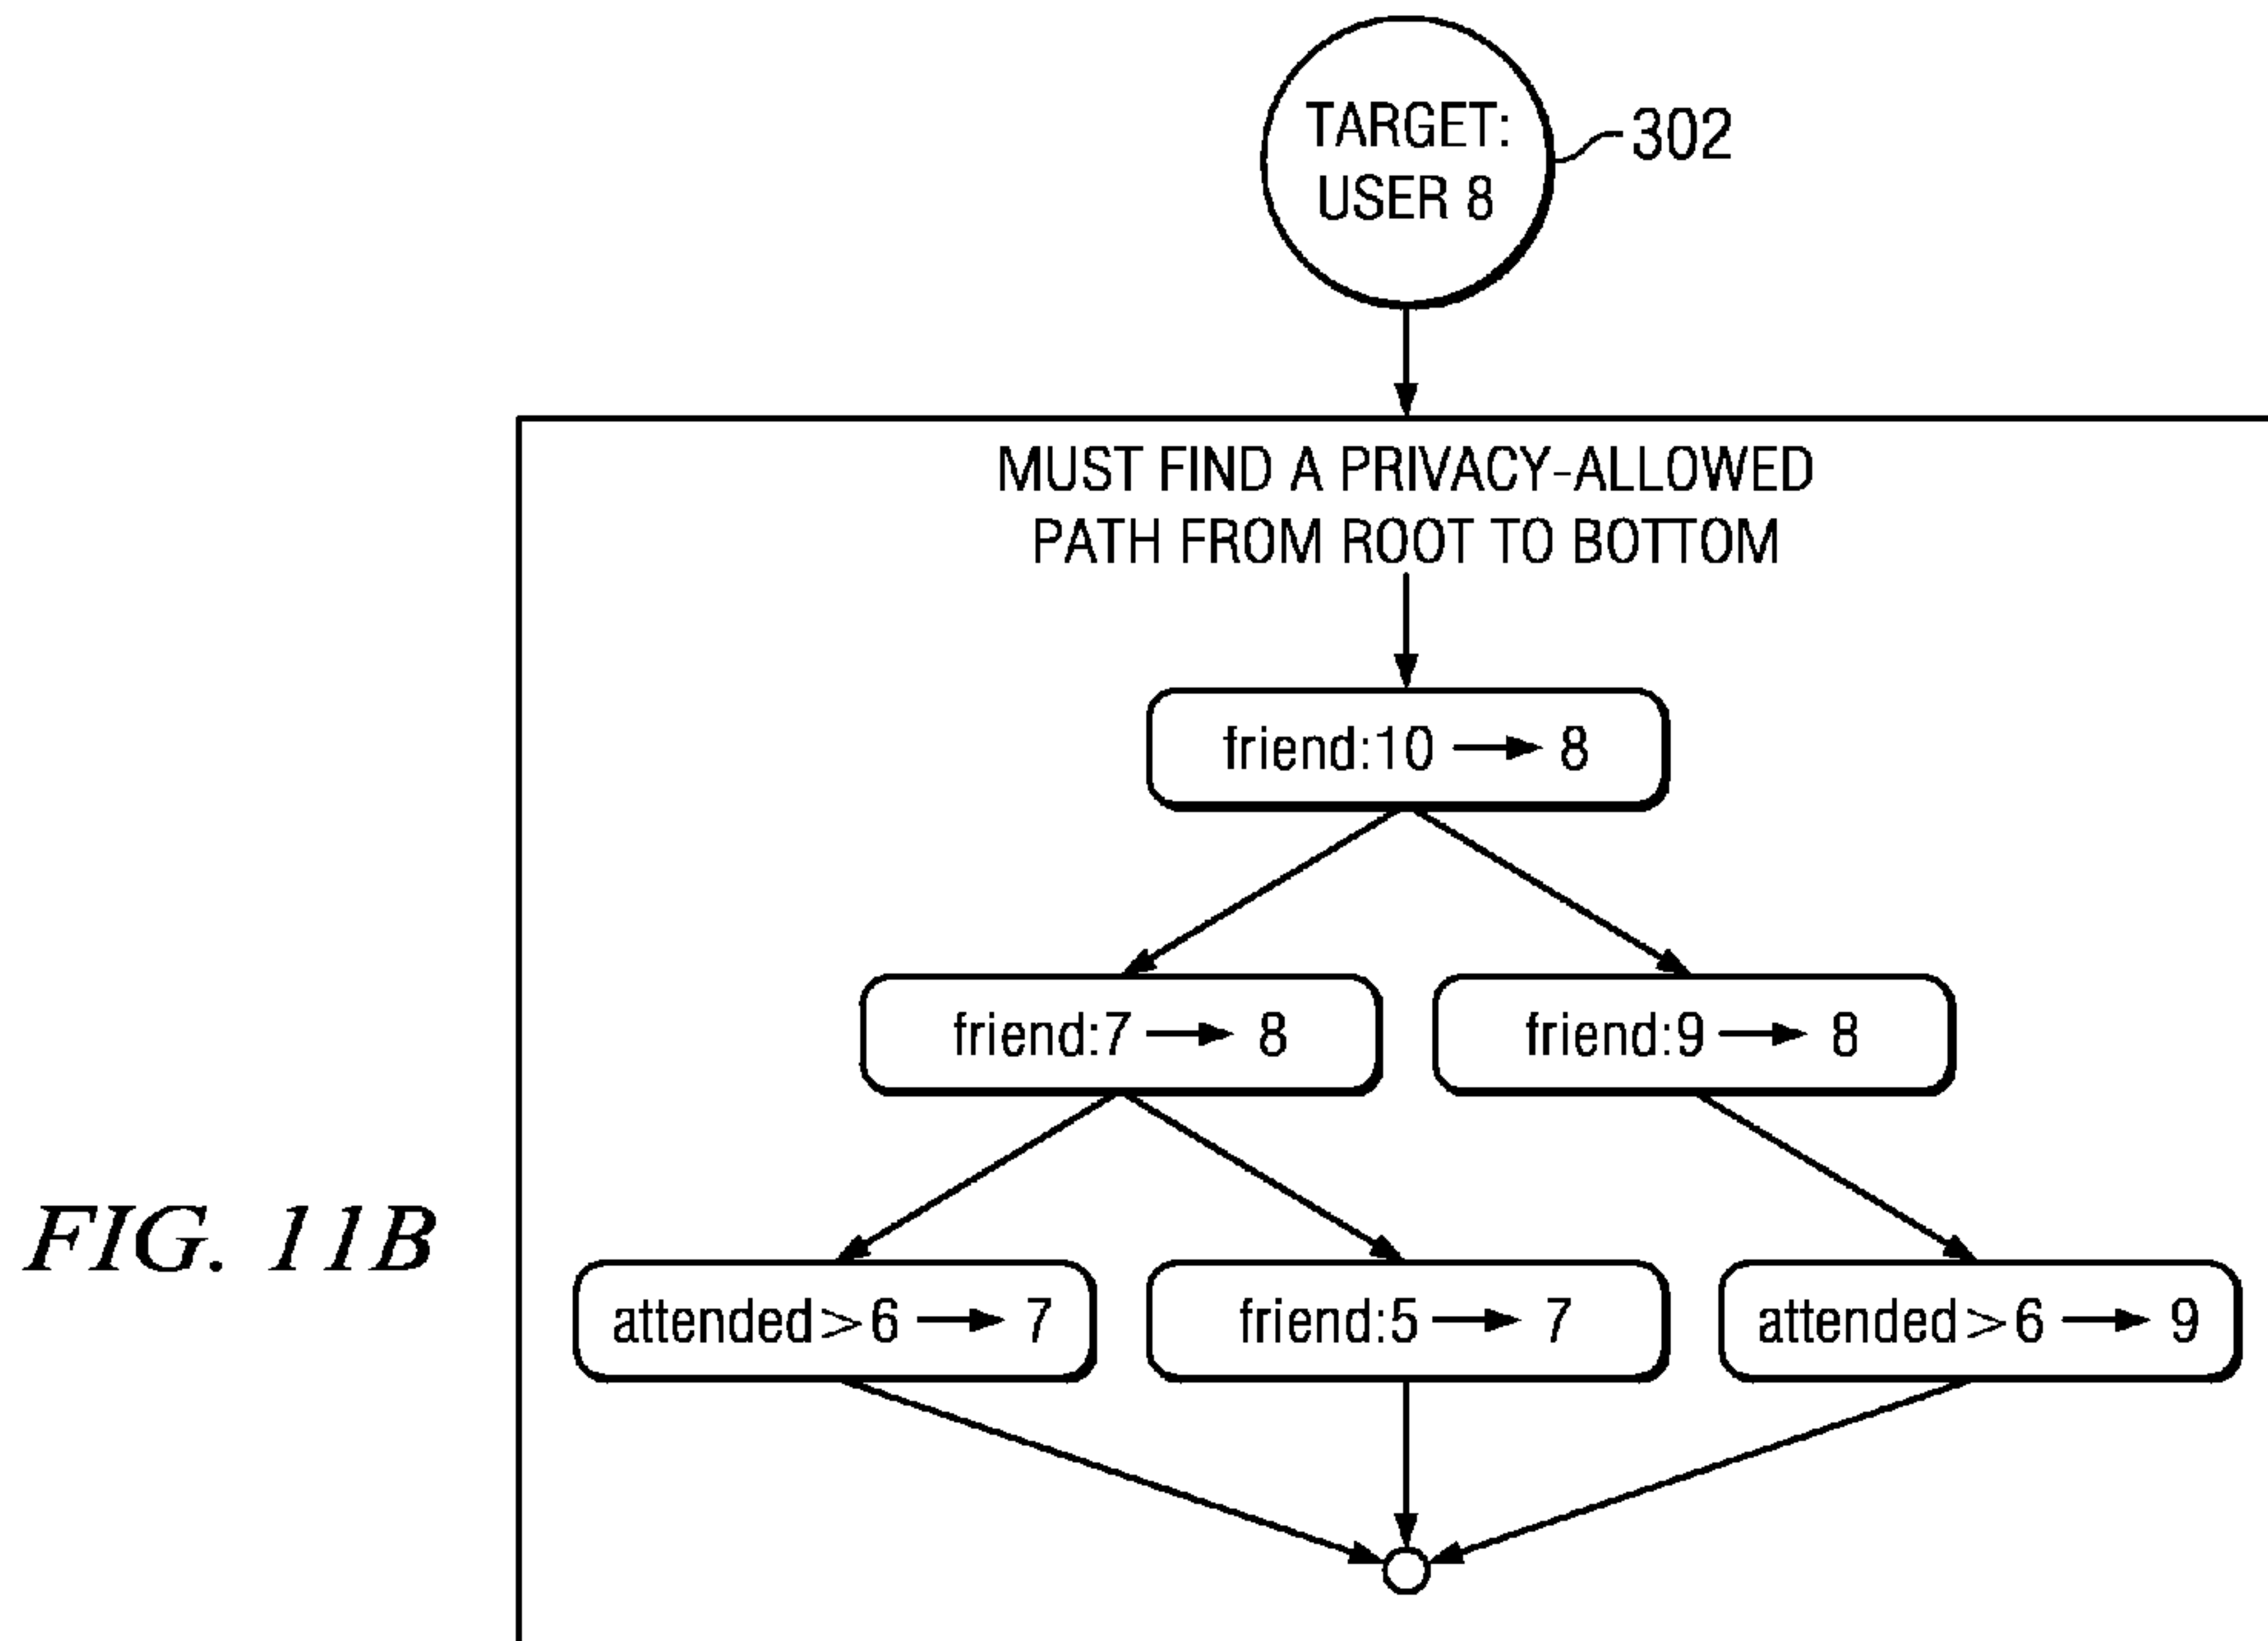 TARGET:
USER 8
302
MUST FIND A PRIVACY-ALLOWED
PATH FROM ROOT TO BOTTOM
friend:10 → 8
friend:7 → 8
friend:9 → 8
attended>6 → 7
friend:5 → 7
attended>6 → 9
FIG. 11B